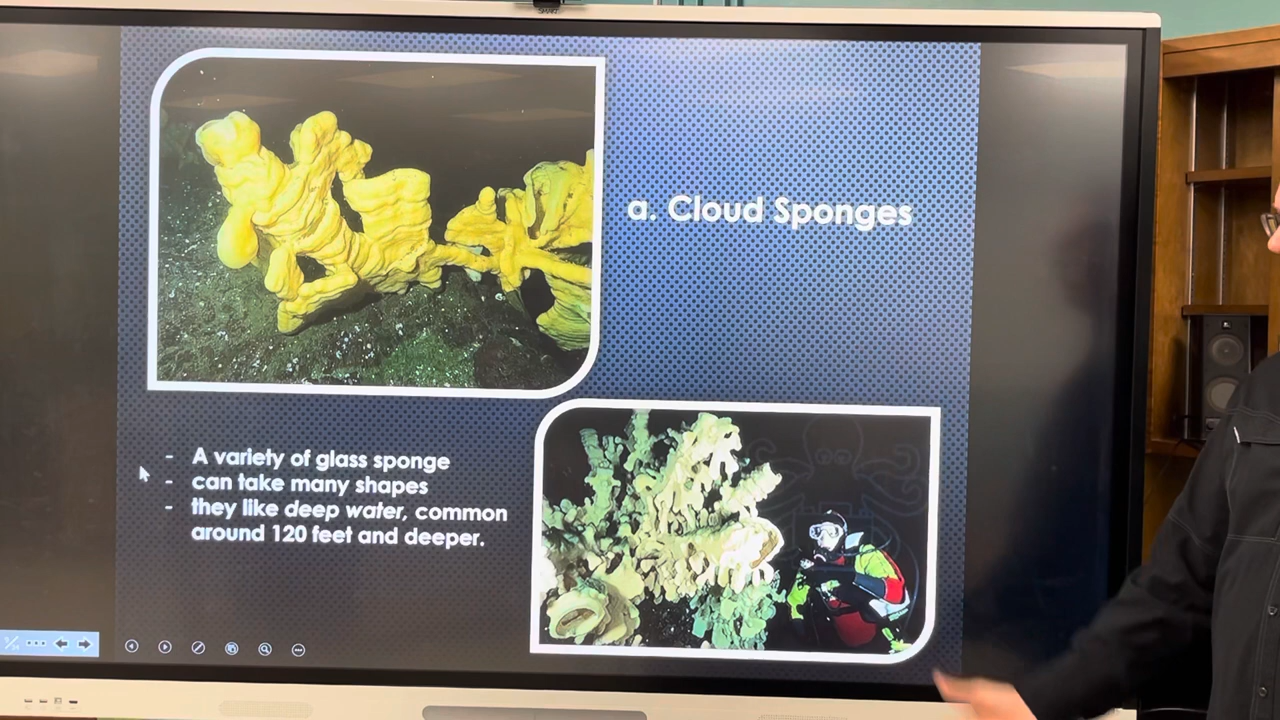 SMART
a. Cloud Sponges
- A variety of glass sponge
- can take many shapes
- they like deep water, common
around 120 feet and deeper.